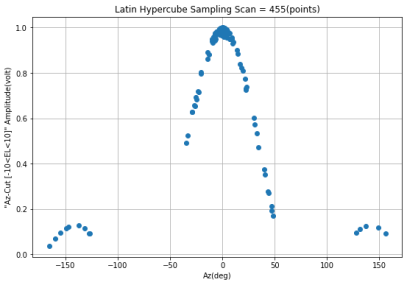 Latin Hypercube Sampling Scan = 455(points)
"Az-Cut [-10<EL<10]" Amplitude(volt)
1.0
0.8
0.6
0.4
0.2
0.0
−150 −100 −50 0 50 100 150
Az(deg)